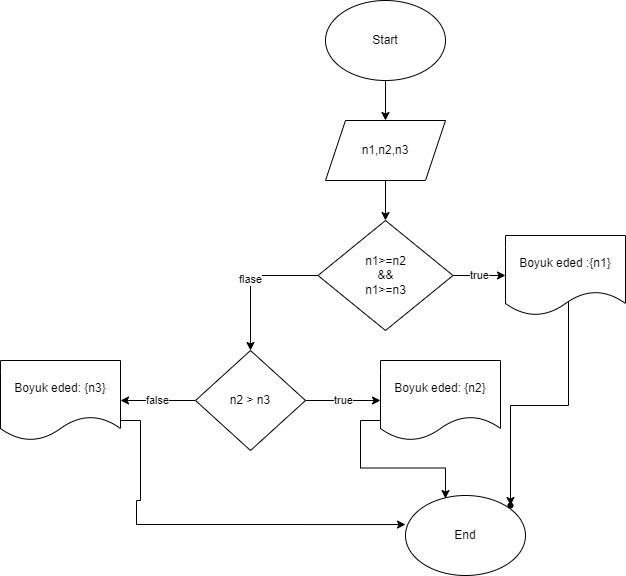 Start
n1,n2,n3
n1>=n2
&&
n1>=n3
true
Boyuk eded :{n1}
flase
n2 > n3
false
Boyuk eded: {n3}
true
Boyuk eded: {n2}
End